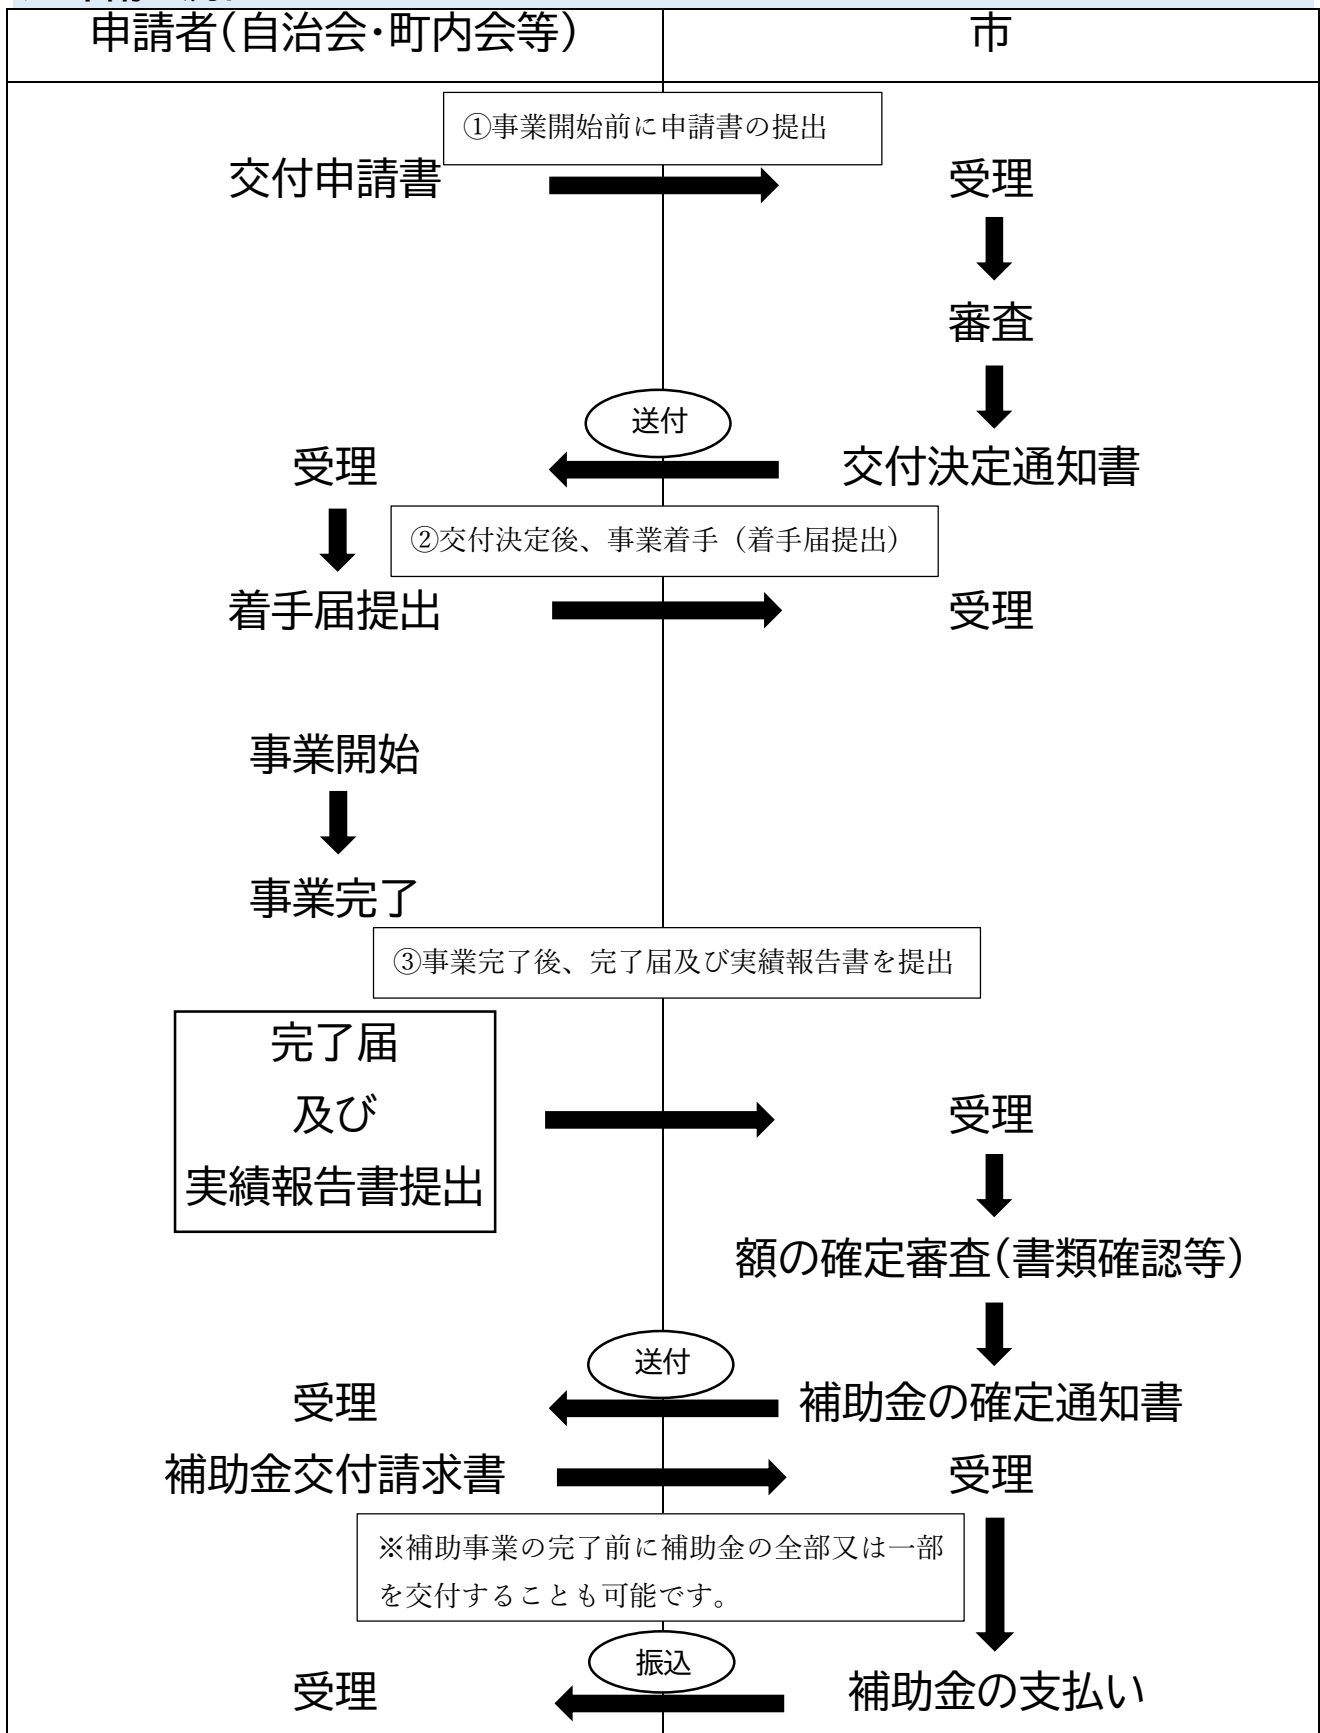 申請者(自治会・町内会等)
市
①事業開始前に申請書の提出
交付申請書
受理
審査
送付
受理
交付決定通知書
②交付決定後、事業着手（着手届提出）
着手届提出
受理
事業開始
事業完了
③事業完了後、完了届及び実績報告書を提出
完了届
及び
実績報告書提出
受理
額の確定審査(書類確認等)
送付
受理
補助金の確定通知書
補助金交付請求書
受理
※補助事業の完了前に補助金の全部又は一部
を交付することも可能です。
振込
受理
補助金の支払い